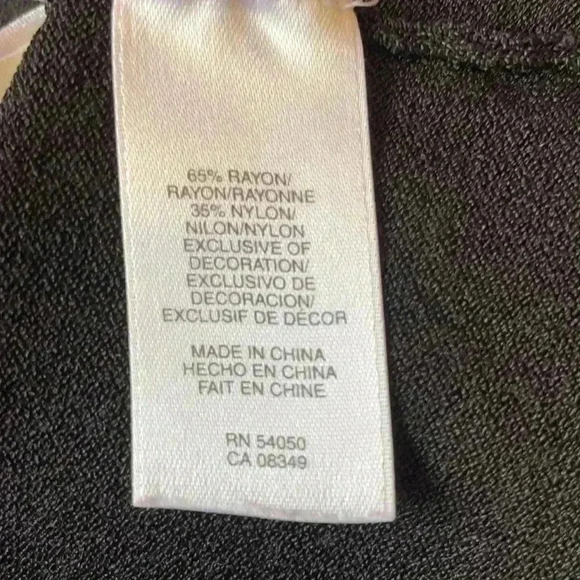 65% RAYON/
RAYON/RAYONNE
35% NYLON/
NILON/NYLON
EXCLUSIVE OF
DECORATION/
EXCLUSIVO DE
DECORACION/
EXCLUSIF DE DÉCOR
MADE IN CHINA
HECHO EN CHINA
FAIT EN CHINE
RN 54050
CA 08349